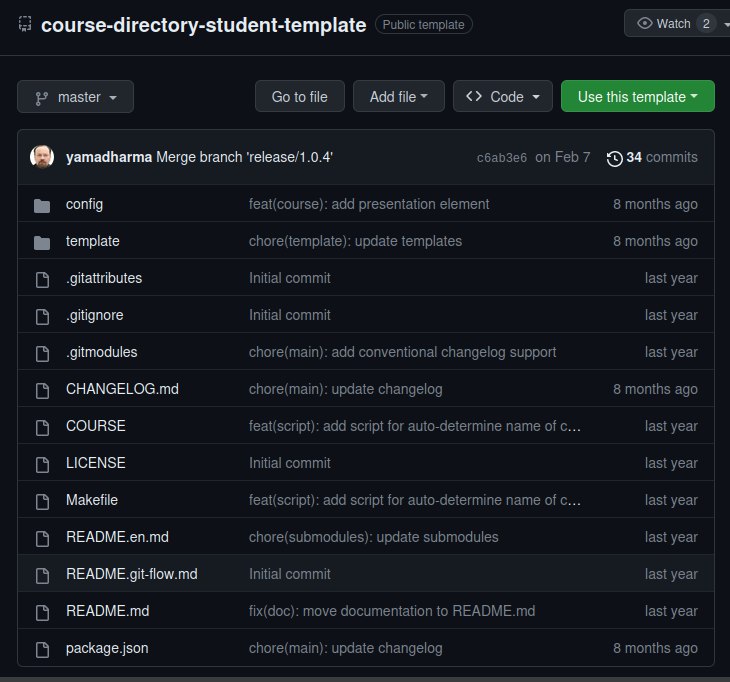 course-directory-student-template Public template Watch 2
master Go to file Add file Code Use this template
yamadharma Merge branch 'release/1.0.4' c6ab3e6 on Feb 7 34 commits
config feat(course): add presentation element 8 months ago
template chore(template): update templates 8 months ago
.gitattributes Initial commit last year
.gitignore Initial commit last year
.gitmodules chore(main): add conventional changelog support last year
CHANGELOG.md chore(main): update changelog 8 months ago
COURSE feat(script): add script for auto-determine name of c... last year
LICENSE Initial commit last year
Makefile feat(script): add script for auto-determine name of c... last year
README.en.md chore(submodules): update submodules last year
README.git-flow.md Initial commit last year
README.md fix(doc): move documentation to README.md last year
package.json chore(main): update changelog 8 months ago